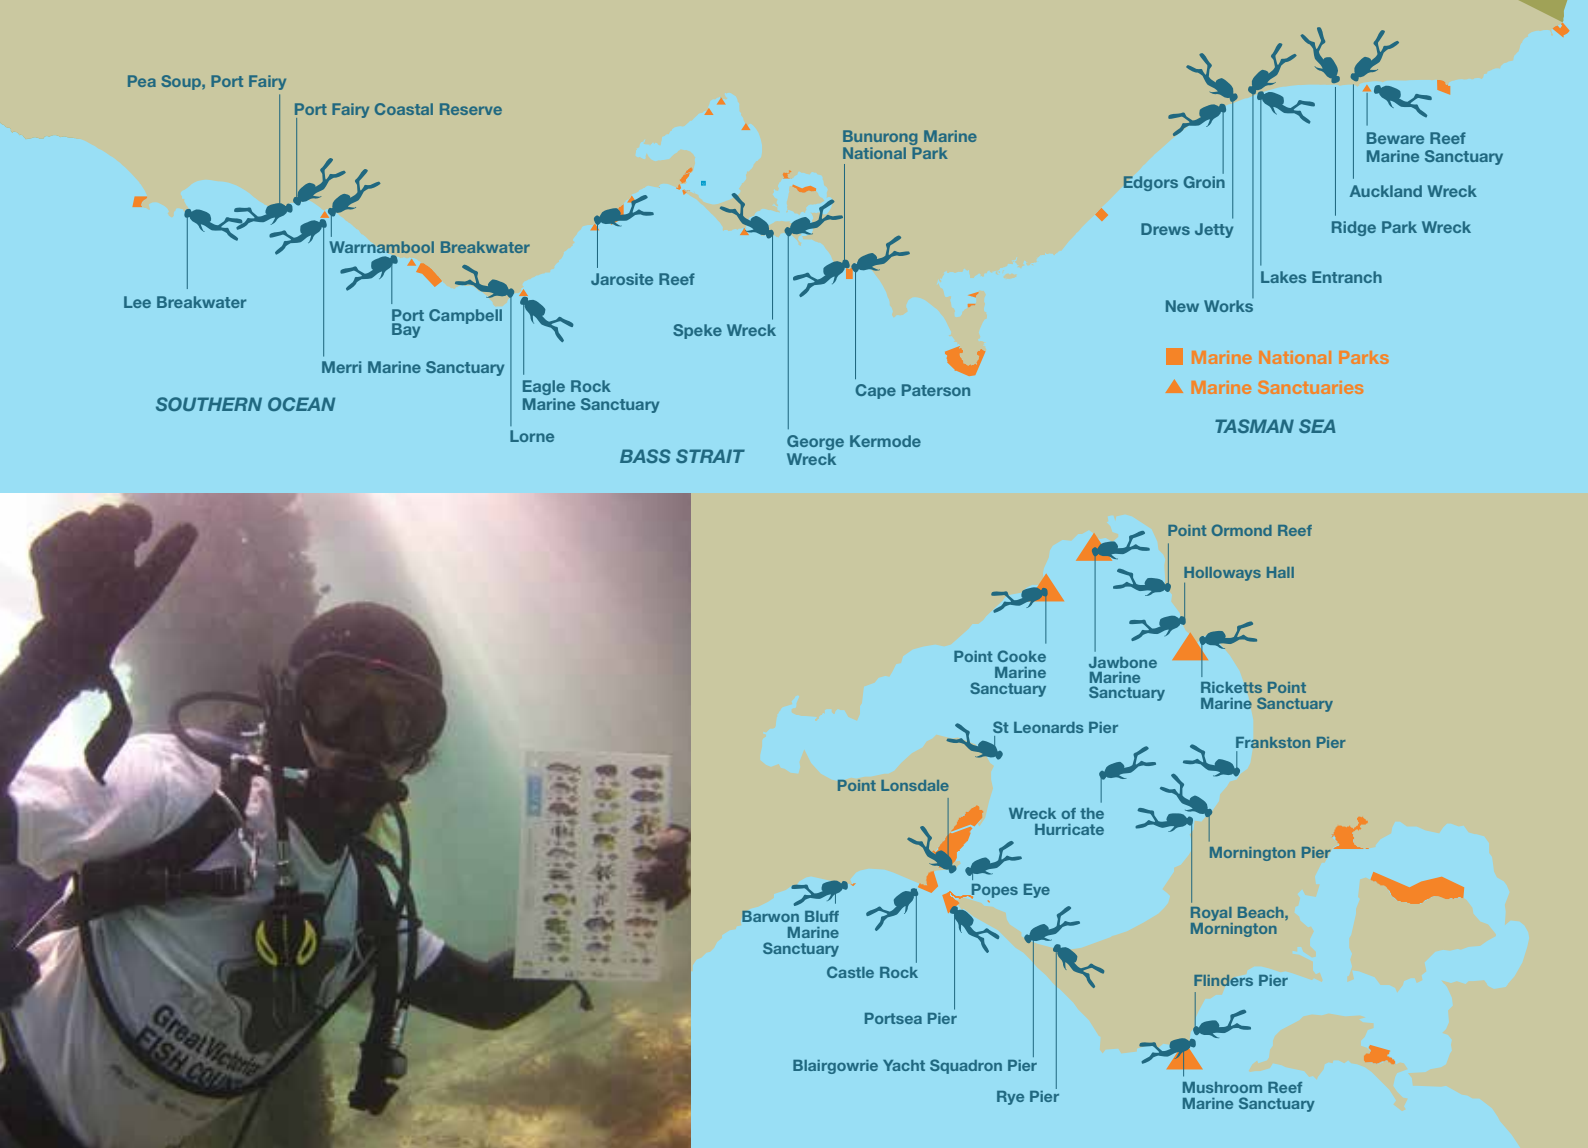 Pea Soup, Port Fairy
Port Fairy Coastal Reserve
Bunurong Marine
National Park
Beware Reef
Marine Sanctuary
Edgors Groin
Auckland Wreck
Drews Jetty
Ridge Park Wreck
Warrnambool Breakwater
Jarosite Reef
Lakes Entranch
Lee Breakwater
New Works
Port Campbell
Bay
Speke Wreck
Merri Marine Sanctuary
Marine National Parks
Eagle Rock
Marine Sanctuary
Cape Paterson
Marine Sanctuaries
SOUTHERN OCEAN
TASMAN SEA
Lorne
George Kermode
Wreck
BASS STRAIT
Point Ormond Reef
Holloways Hall
Point Cooke
Marine
Sanctuary
Jawbone
Marine
Sanctuary
Ricketts Point
Marine Sanctuary
St Leonards Pier
Frankston Pier
Point Lonsdale
Wreck of the
Hurricate
Mornington Pier
Popes Eye
Barwon Bluff
Marine
Sanctuary
Royal Beach,
Mornington
Castle Rock
Flinders Pier
Portsea Pier
Blairgowrie Yacht Squadron Pier
Rye Pier
Mushroom Reef
Marine Sanctuary
Great Victorian
FISH COUNT